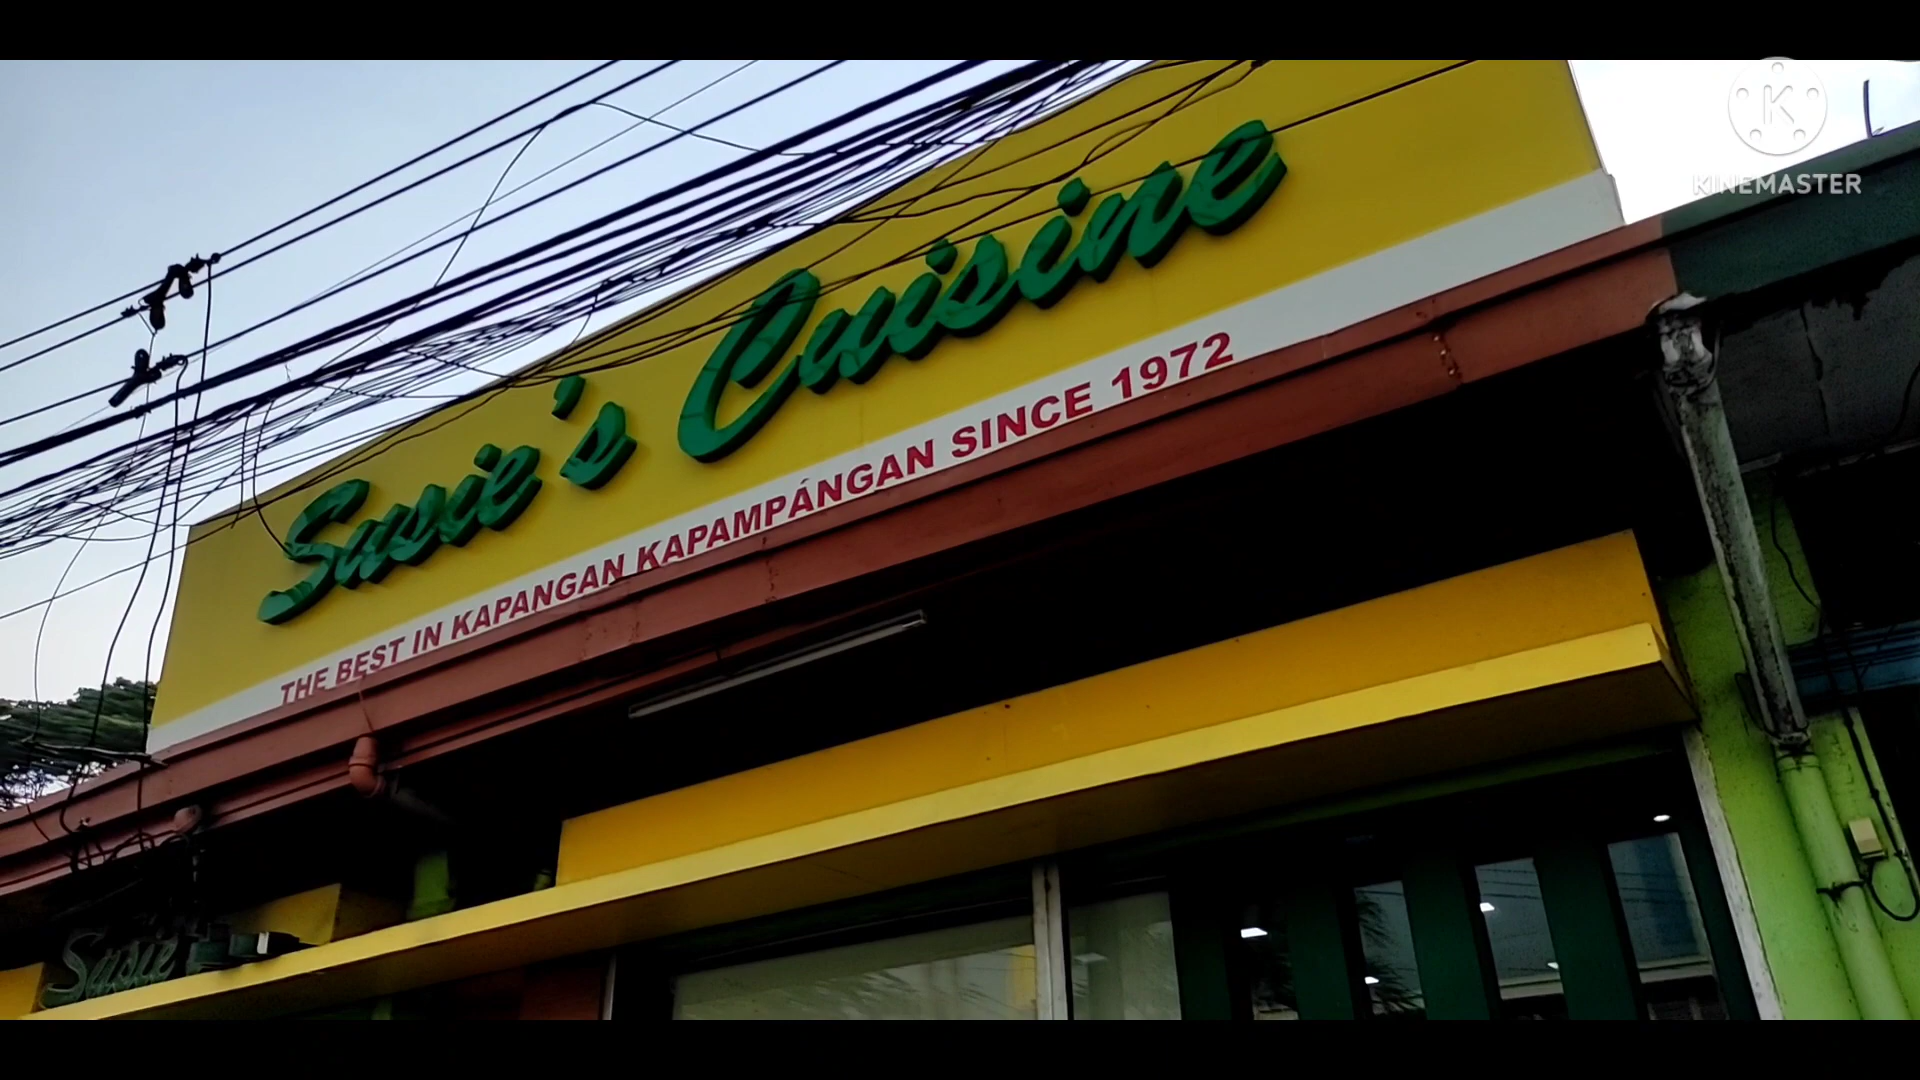 KINEMASTER
Susie's Cuisine
THE BEST IN KAPANGAN KAPAMPÁNGAN SINCE 1972
Susie